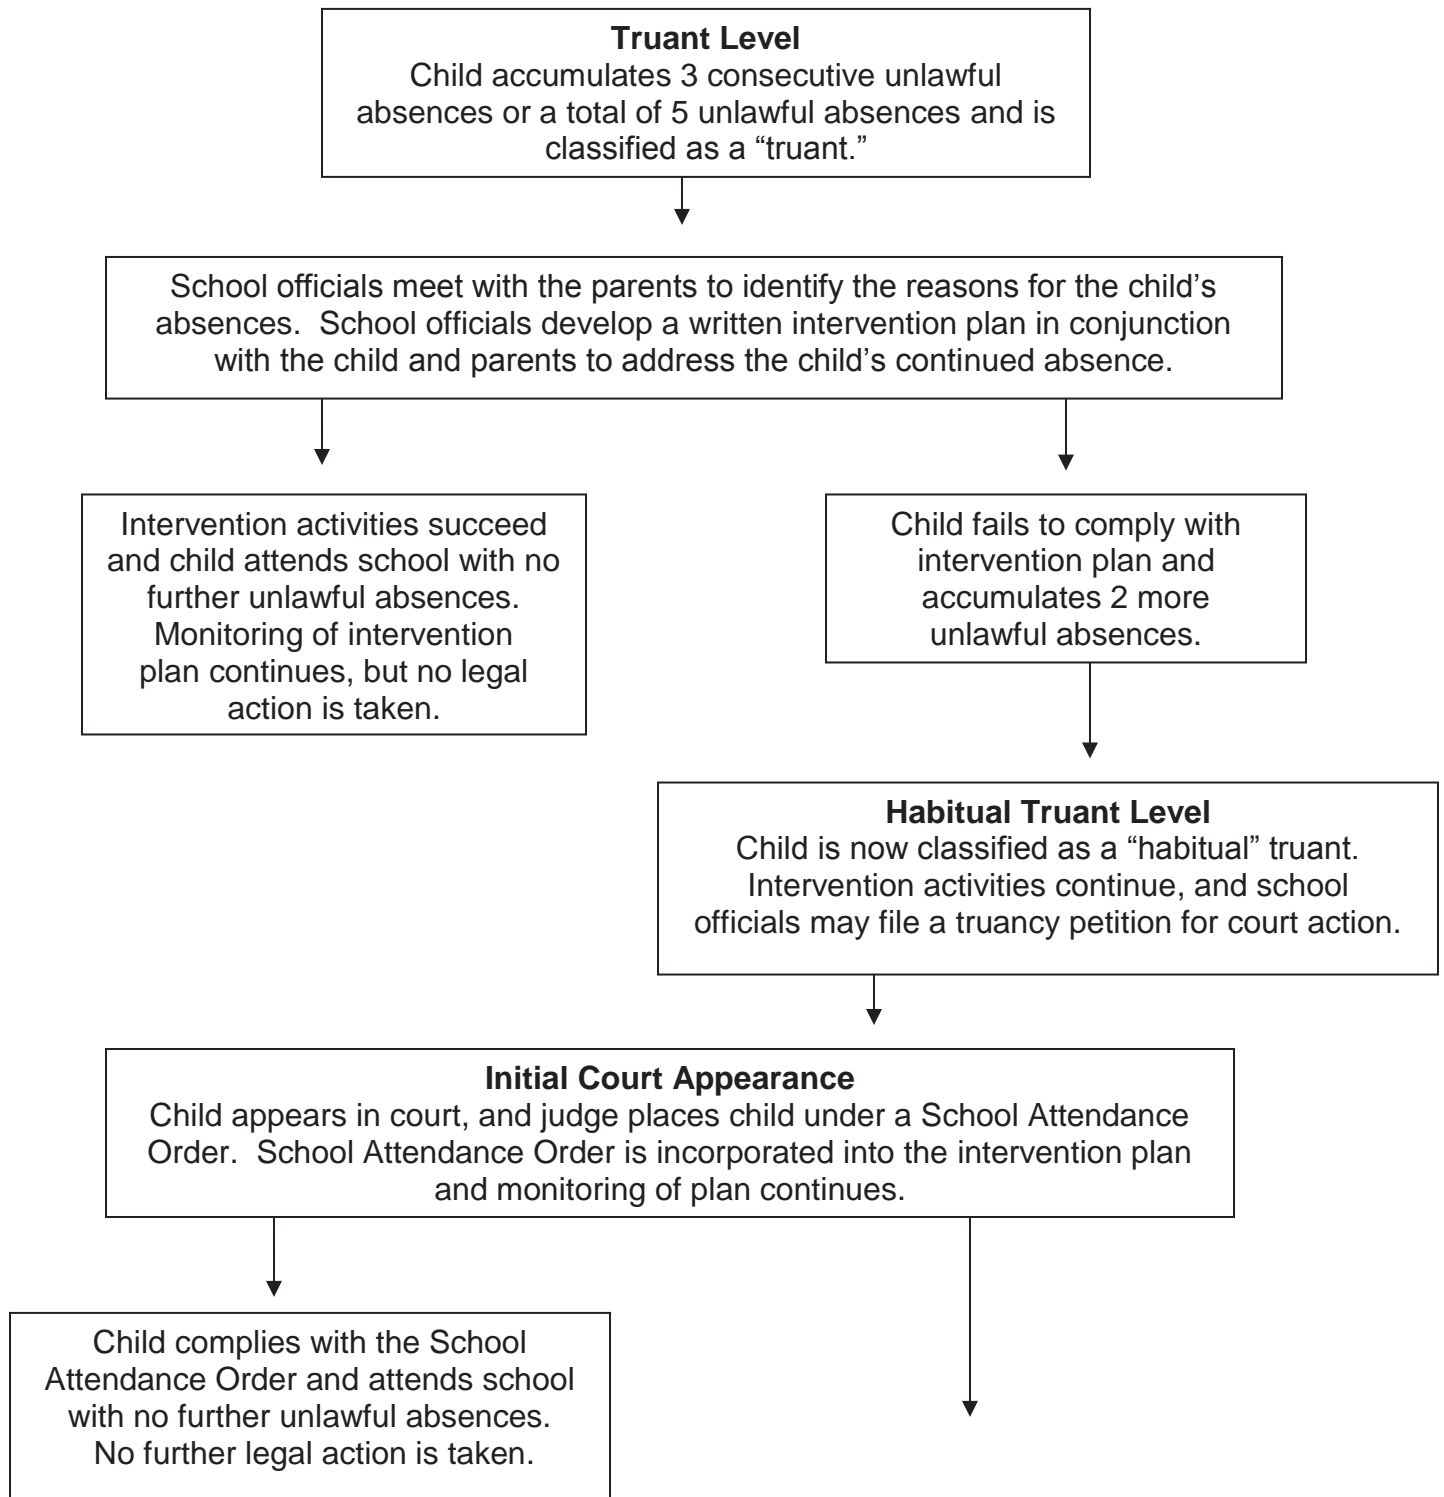 Truant Level
Child accumulates 3 consecutive unlawful
absences or a total of 5 unlawful absences and is
classified as a “truant.”
School officials meet with the parents to identify the reasons for the child’s
absences.  School officials develop a written intervention plan in conjunction
with the child and parents to address the child’s continued absence.
Intervention activities succeed
and child attends school with no
further unlawful absences.
Monitoring of intervention
plan continues, but no legal
action is taken.
Child fails to comply with
intervention plan and
accumulates 2 more
unlawful absences.
Habitual Truant Level
Child is now classified as a “habitual” truant.
Intervention activities continue, and school
officials may file a truancy petition for court action.
Initial Court Appearance
Child appears in court, and judge places child under a School Attendance
Order.  School Attendance Order is incorporated into the intervention plan
and monitoring of plan continues.
Child complies with the School
Attendance Order and attends school
with no further unlawful absences.
No further legal action is taken.